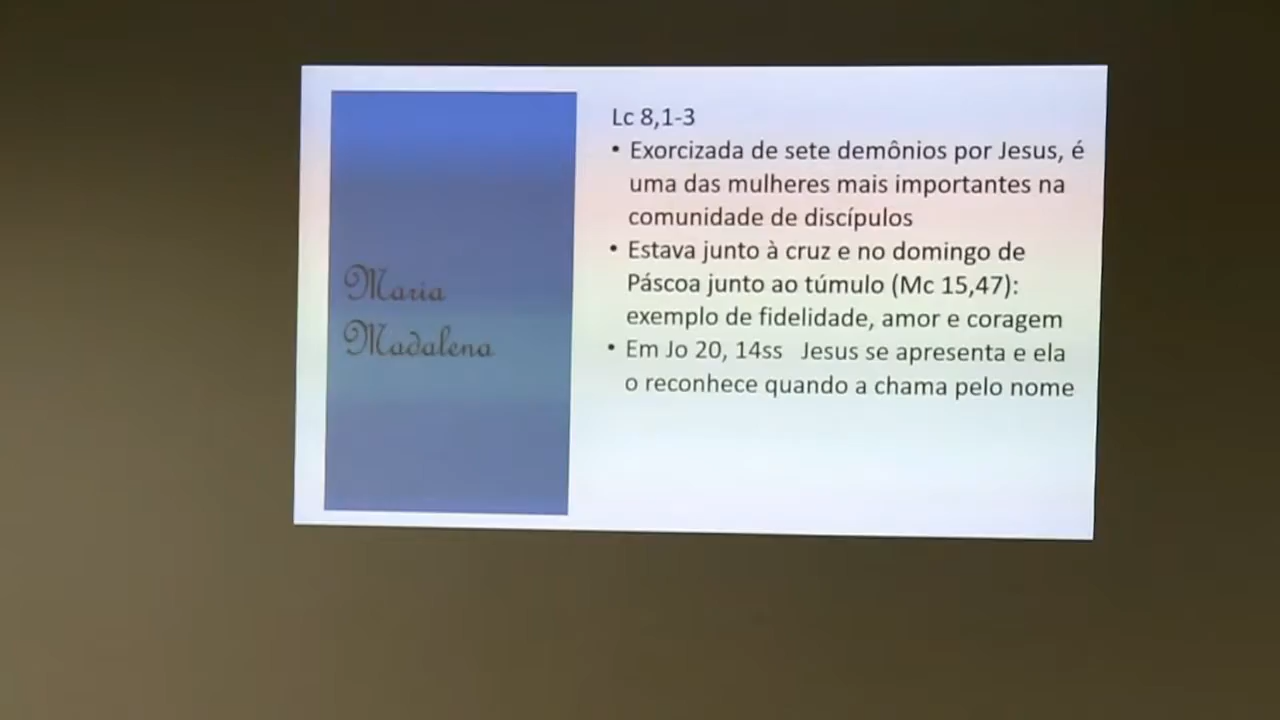 Maria
Madalena
Lc 8,1-3
• Exorcizada de sete demônios por Jesus, é
uma das mulheres mais importantes na
comunidade de discípulos
• Estava junto à cruz e no domingo de
Páscoa junto ao túmulo (Mc 15,47):
exemplo de fidelidade, amor e coragem
• Em Jo 20, 14ss Jesus se apresenta e ela
o reconhece quando a chama pelo nome